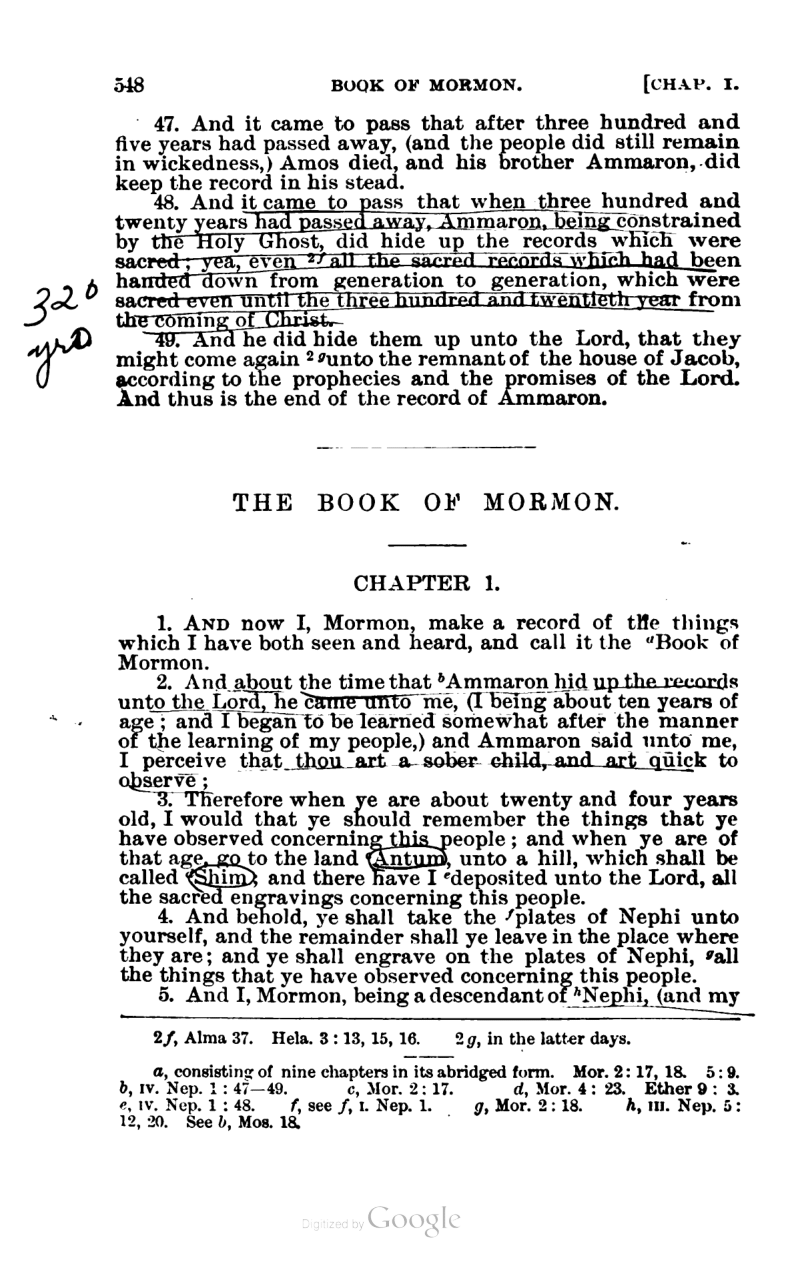 548 BOOK OF MORMON. [CHAP. I.
47. And it came to pass that after three hundred and
five years had passed away, (and the people did still remain
in wickedness,) Amos died, and his brother Ammaron, did
keep the record in his stead.
48. And it came to pass that when three hundred and
twenty years had passed away, Ammaron, being constrained
by the Holy Ghost, did hide up the records which were
sacred; yea, even 2f all the sacred records which had been
handed down from generation to generation, which were
sacred even until the three hundred and twentieth year from
the coming of Christ.
320
yrs
49. And he did hide them up unto the Lord, that they
might come again 2g unto the remnant of the house of Jacob,
according to the prophecies and the promises of the Lord.
And thus is the end of the record of Ammaron.
THE BOOK OF MORMON.
CHAPTER 1.
1. AND now I, Mormon, make a record of the things
which I have both seen and heard, and call it the aBook of
Mormon.
2. And about the time that bAmmaron hid up the records
unto the Lord, he came unto me, (I being about ten years of
age; and I began to be learned somewhat after the manner
of the learning of my people,) and Ammaron said unto me,
I perceive that thou art a sober child, and art quick to
observe;
3. Therefore when ye are about twenty and four years
old, I would that ye should remember the things that ye
have observed concerning this people; and when ye are of
that age, go to the land cAntum, unto a hill, which shall be
called dShim; and there have I edeposited unto the Lord, all
the sacred engravings concerning this people.
4. And behold, ye shall take the fplates of Nephi unto
yourself, and the remainder shall ye leave in the place where
they are; and ye shall engrave on the plates of Nephi, gall
the things that ye have observed concerning this people.
5. And I, Mormon, being a descendant of hNephi, (and my
2f, Alma 37. Hela. 3: 13, 15, 16. 2g, in the latter days.
a, consisting of nine chapters in its abridged form. Mor. 2: 17, 18. 5: 9.
b, IV. Nep. 1: 47—49. c, Mor. 2: 17. d, Mor. 4: 23. Ether 9: 3.
e, IV. Nep. 1: 48. f, see f, I. Nep. 1. g, Mor. 2: 18. h, III. Nep. 5:
12, 20. See b, Mos. 18.
Digitized by Google